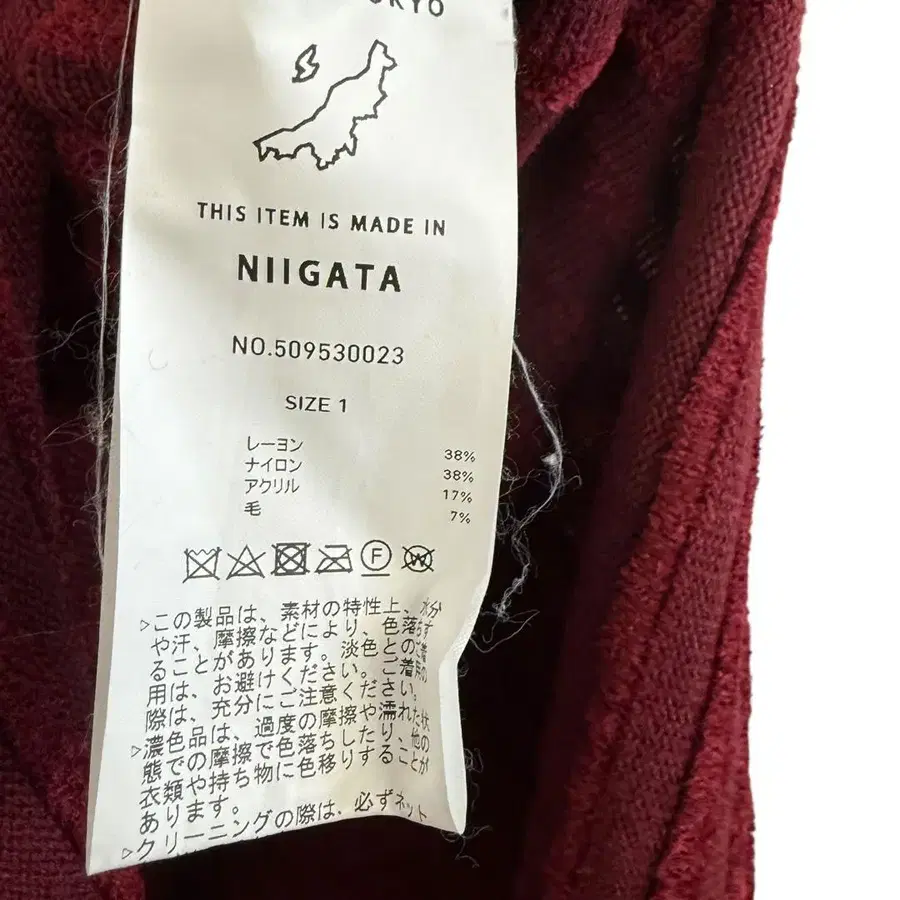 THIS ITEM IS MADE IN
NIIGATA
NO.509530023
SIZE 1
レーヨン 38%
ナイロン 38%
アクリル 17%
毛 7%
F
W
▷この製品は、素材の特性上、水分
や汗、摩擦などにより、色落ちす
ることがあります。淡色とのご着
用は、お避けください。ご着用の
際は、充分にご注意ください。
▷濃色品は、過度の摩擦や濡れた状
態での摩擦で色落ちしたり、他の
衣類や持ち物に色移りすることが
あります。
▷クリーニングの際は、必ずネット